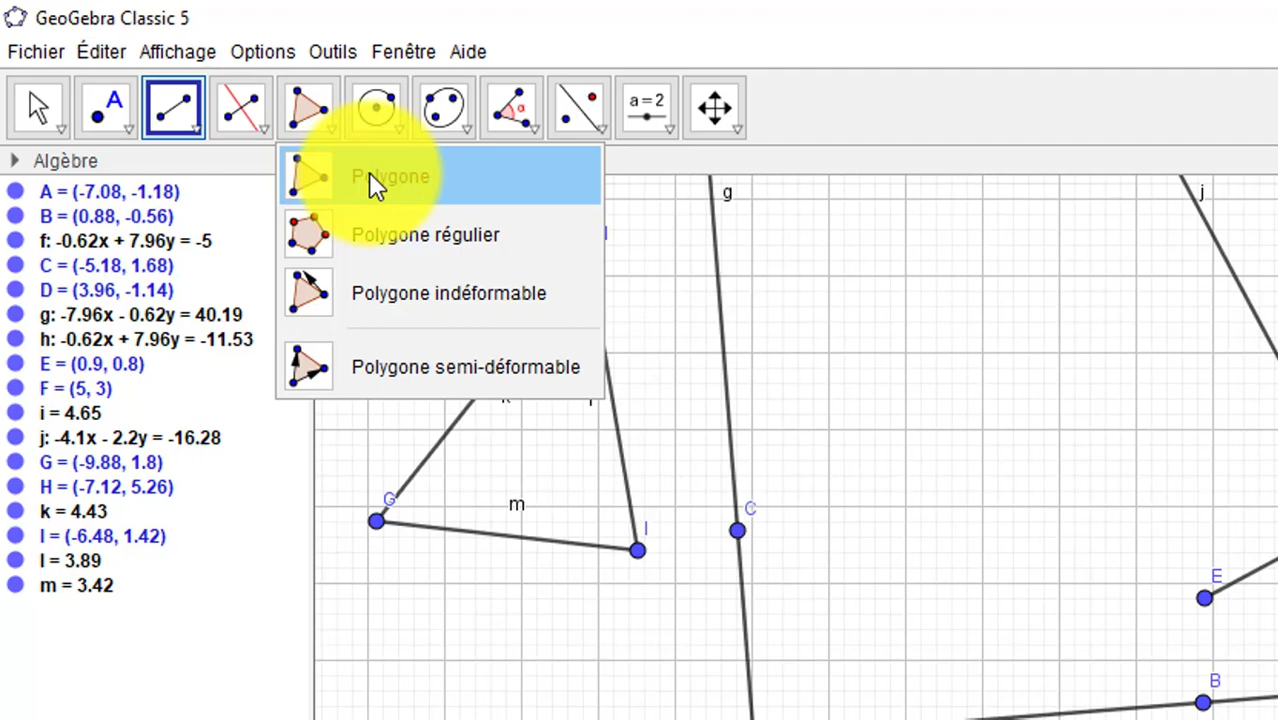 GeoGebra Classic 5
Fichier Éditer Affichage Options Outils Fenêtre Aide
A
α
a=2
Algèbre
A = (-7.08, -1.18)
B = (0.88, -0.56)
f: -0.62x + 7.96y = -5
C = (-5.18, 1.68)
D = (3.96, -1.14)
g: -7.96x - 0.62y = 40.19
h: -0.62x + 7.96y = -11.53
E = (0.9, 0.8)
F = (5, 3)
i = 4.65
j: -4.1x - 2.2y = -16.28
G = (-9.88, 1.8)
H = (-7.12, 5.26)
k = 4.43
I = (-6.48, 1.42)
l = 3.89
m = 3.42
Polygone
Polygone régulier
Polygone indéformable
Polygone semi-déformable
g
j
G
m
I
C
E
B